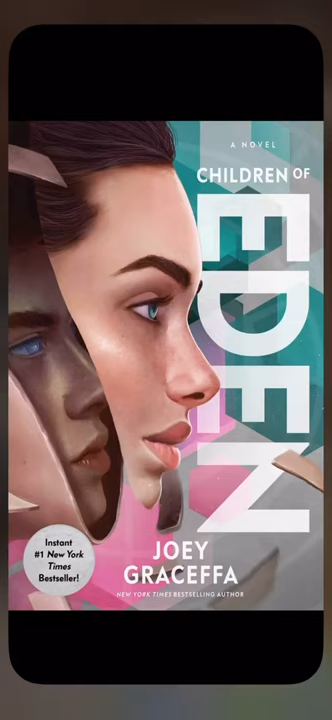 A NOVEL
CHILDREN OF
EDEN
Instant
#1 New York
Times
Bestseller!
JOEY
GRACEFFA
NEW YORK TIMES BESTSELLING AUTHOR